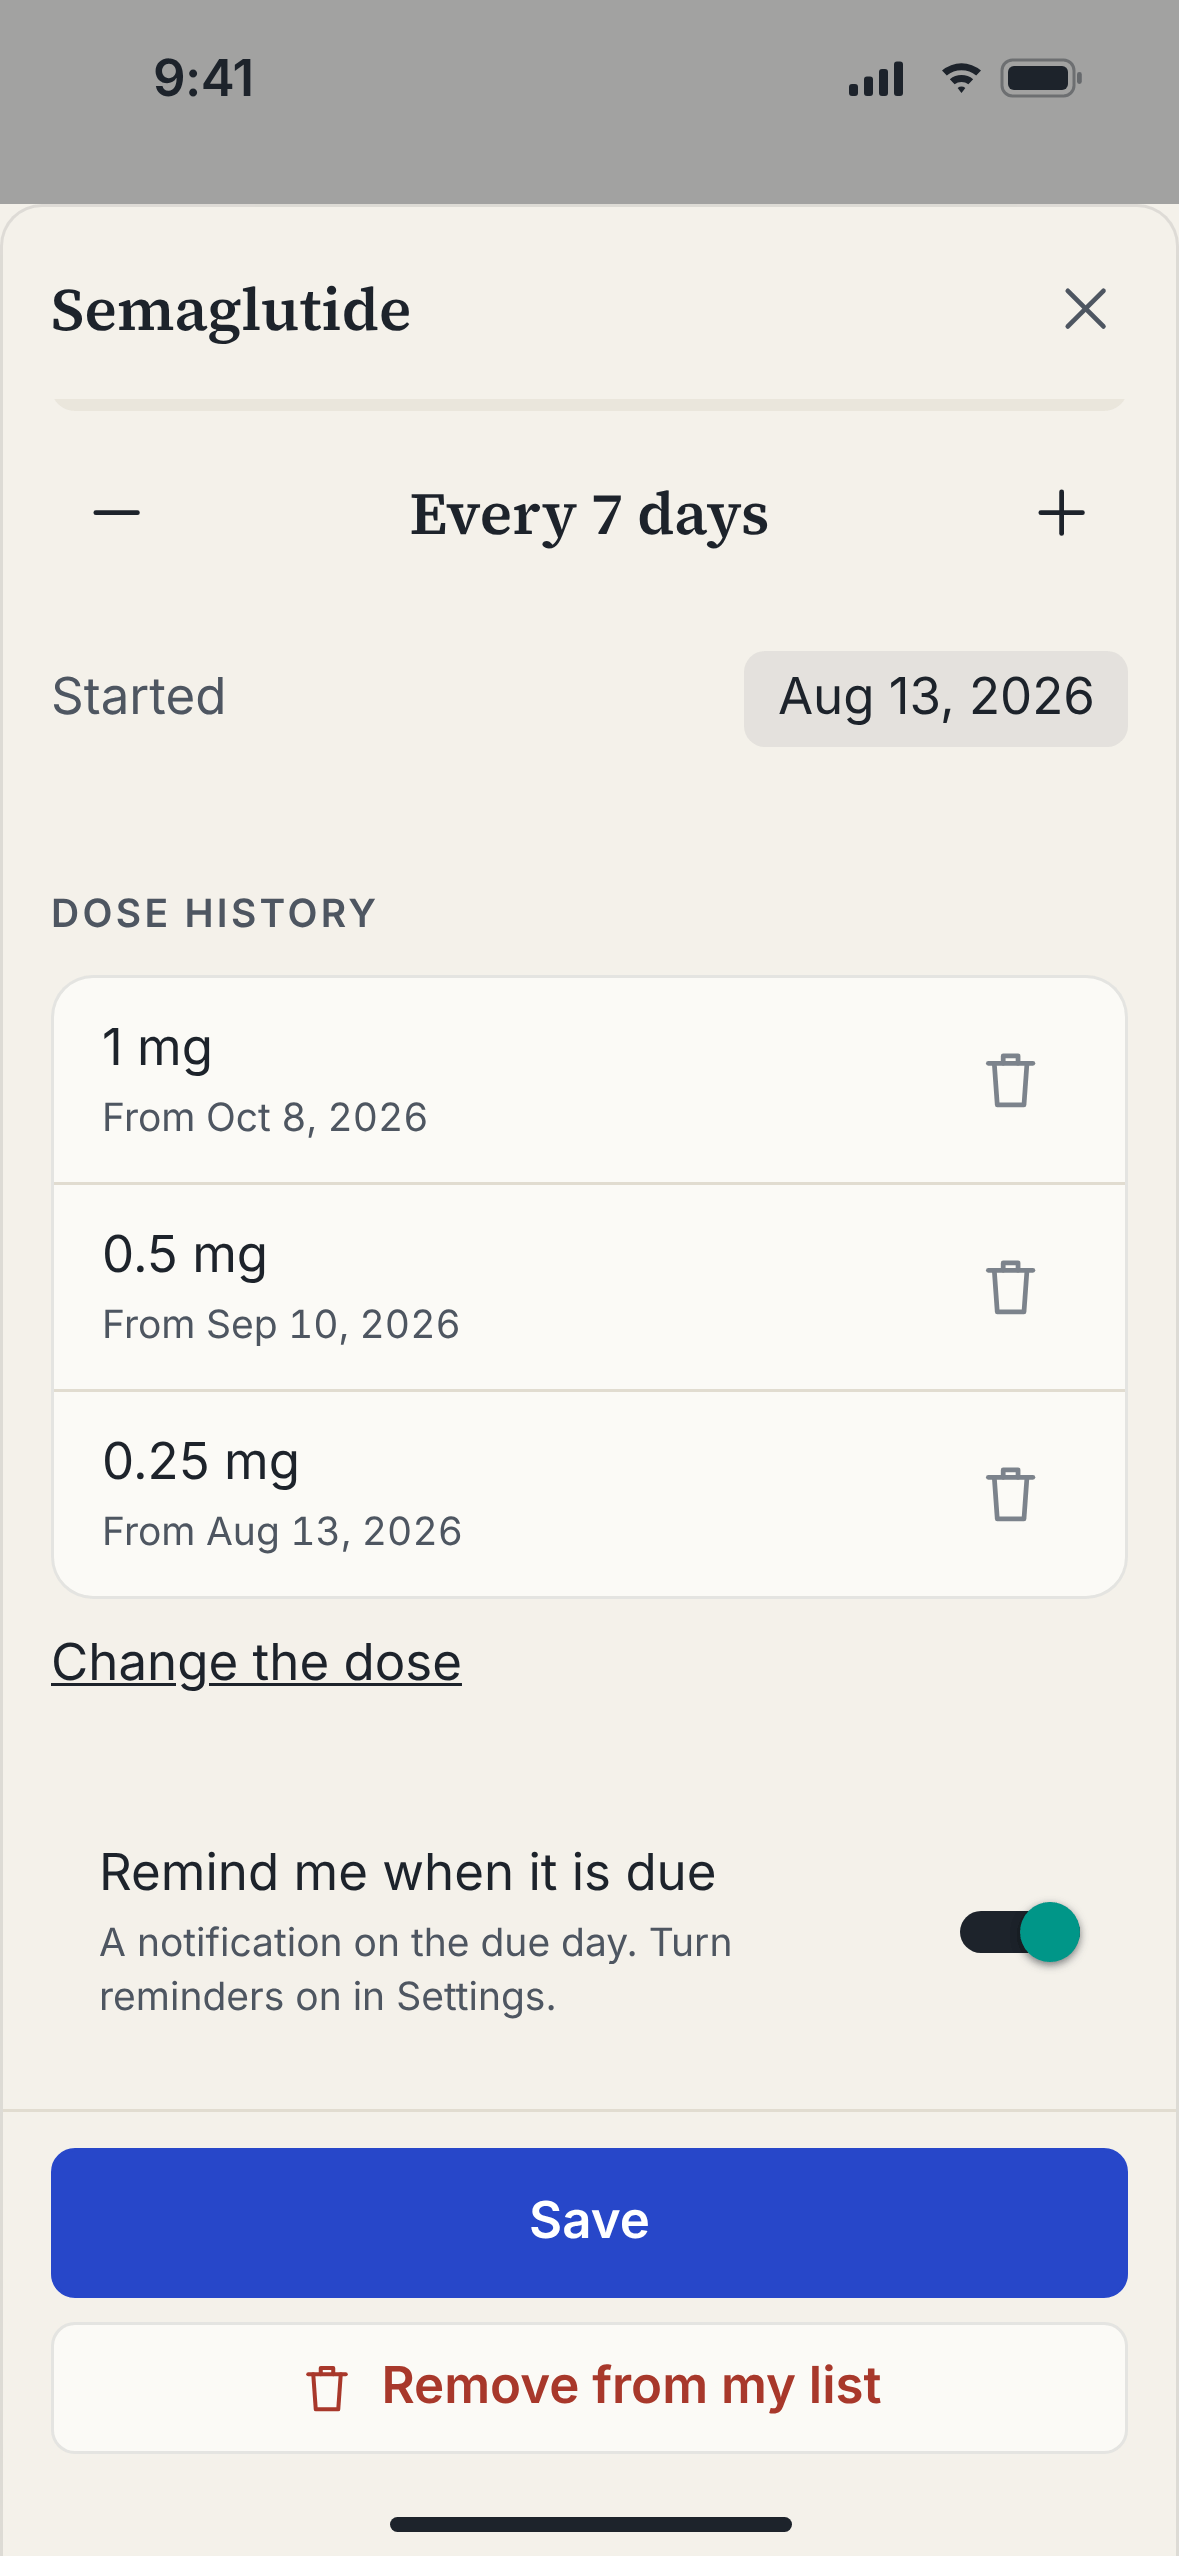 9:41
Semaglutide
Every 7 days
Started
Aug 13, 2026
DOSE HISTORY
1 mg
From Oct 8, 2026
0.5 mg
From Sep 10, 2026
0.25 mg
From Aug 13, 2026
Change the dose
Remind me when it is due
A notification on the due day. Turn
reminders on in Settings.
Save
Remove from my list